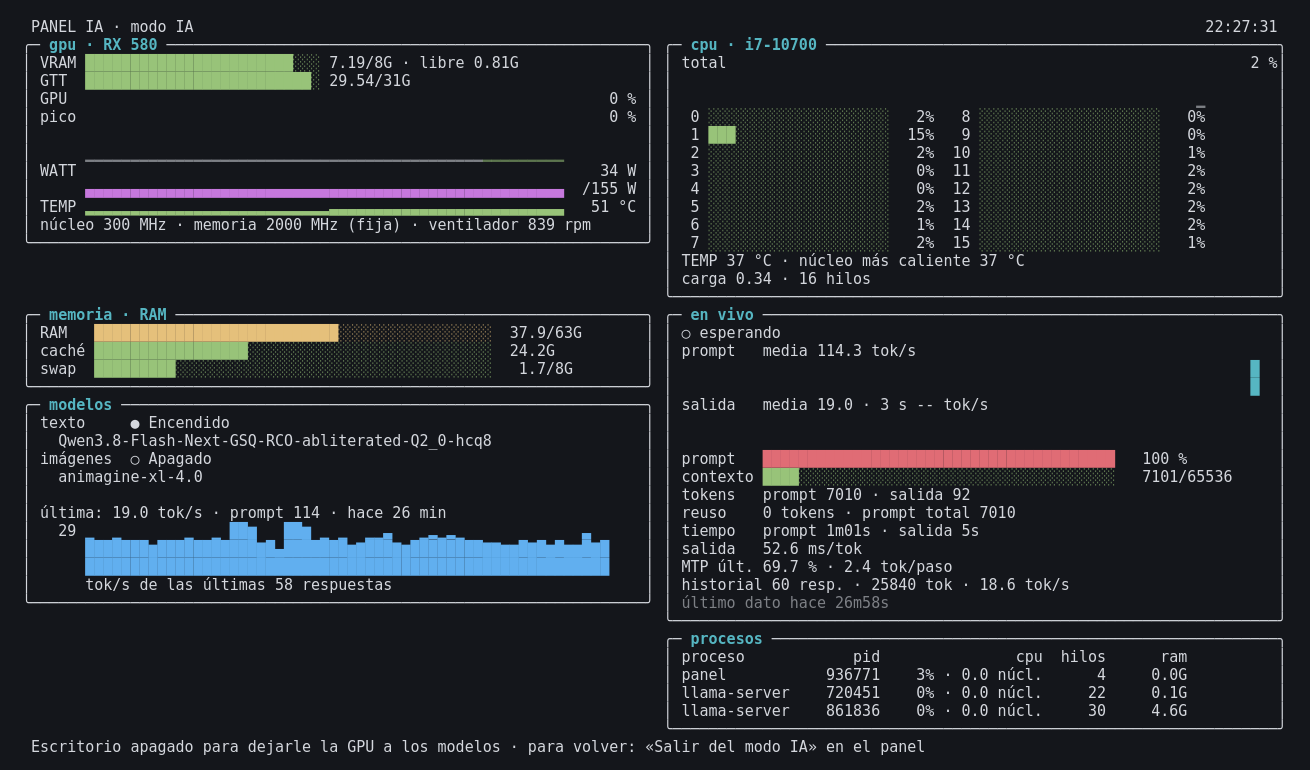 PANEL IA · modo IA 22:27:31
gpu · RX 580
VRAM 7.19/8G · libre 0.81G
GTT 29.54/31G
GPU 0 %
pico 0 %
WATT 34 W
/155 W
TEMP 51 °C
núcleo 300 MHz · memoria 2000 MHz (fija) · ventilador 839 rpm
cpu · i7-10700
total 2 %
0 2% 8 0%
1 15% 9 0%
2 2% 10 1%
3 0% 11 2%
4 0% 12 2%
5 2% 13 2%
6 1% 14 2%
7 2% 15 1%
TEMP 37 °C · núcleo más caliente 37 °C
carga 0.34 · 16 hilos
memoria · RAM
RAM 37.9/63G
caché 24.2G
swap 1.7/8G
modelos
texto ● Encendido
Qwen3.8-Flash-Next-GSQ-RCO-abliterated-Q2_0-hcq8
imágenes ○ Apagado
animagine-xl-4.0
última: 19.0 tok/s · prompt 114 · hace 26 min
29
tok/s de las últimas 58 respuestas
en vivo
○ esperando
prompt media 114.3 tok/s
salida media 19.0 · 3 s -- tok/s
prompt 100 %
contexto 7101/65536
tokens prompt 7010 · salida 92
reuso 0 tokens · prompt total 7010
tiempo prompt 1m01s · salida 5s
salida 52.6 ms/tok
MTP últ. 69.7 % · 2.4 tok/paso
historial 60 resp. · 25840 tok · 18.6 tok/s
último dato hace 26m58s
procesos
proceso pid cpu hilos ram
panel 936771 3% · 0.0 núcl. 4 0.0G
llama-server 720451 0% · 0.0 núcl. 22 0.1G
llama-server 861836 0% · 0.0 núcl. 30 4.6G
Escritorio apagado para dejarle la GPU a los modelos · para volver: «Salir del modo IA» en el panel